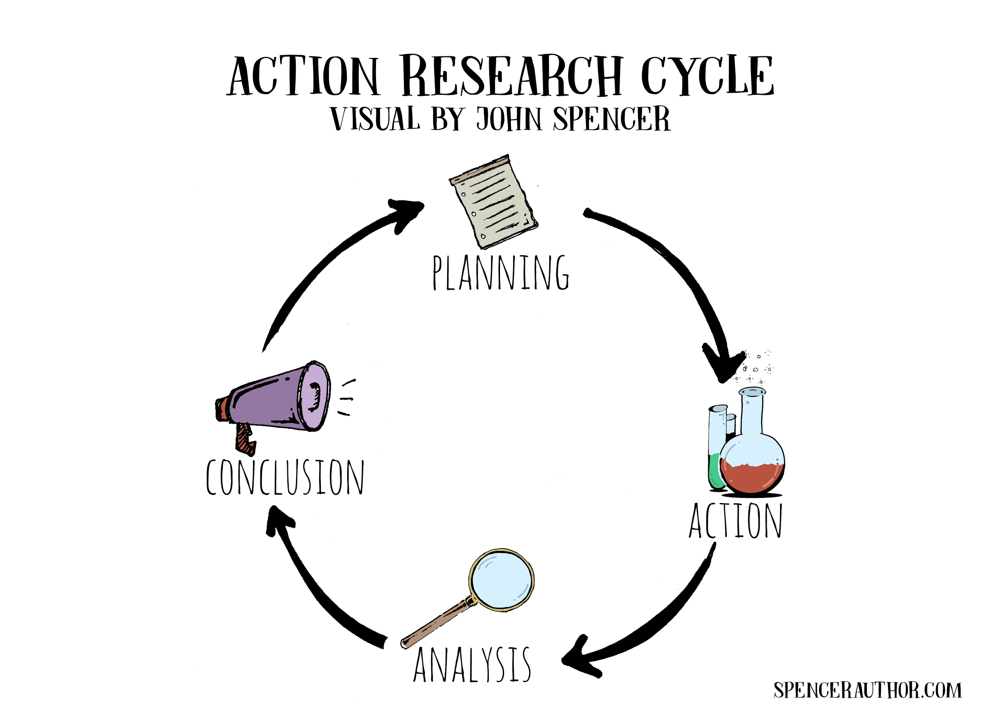 ACTION RESEARCH CYCLE
VISUAL BY JOHN SPENCER
PLANNING
CONCLUSION
ACTION
ANALYSIS
SPENCERAUTHOR.COM